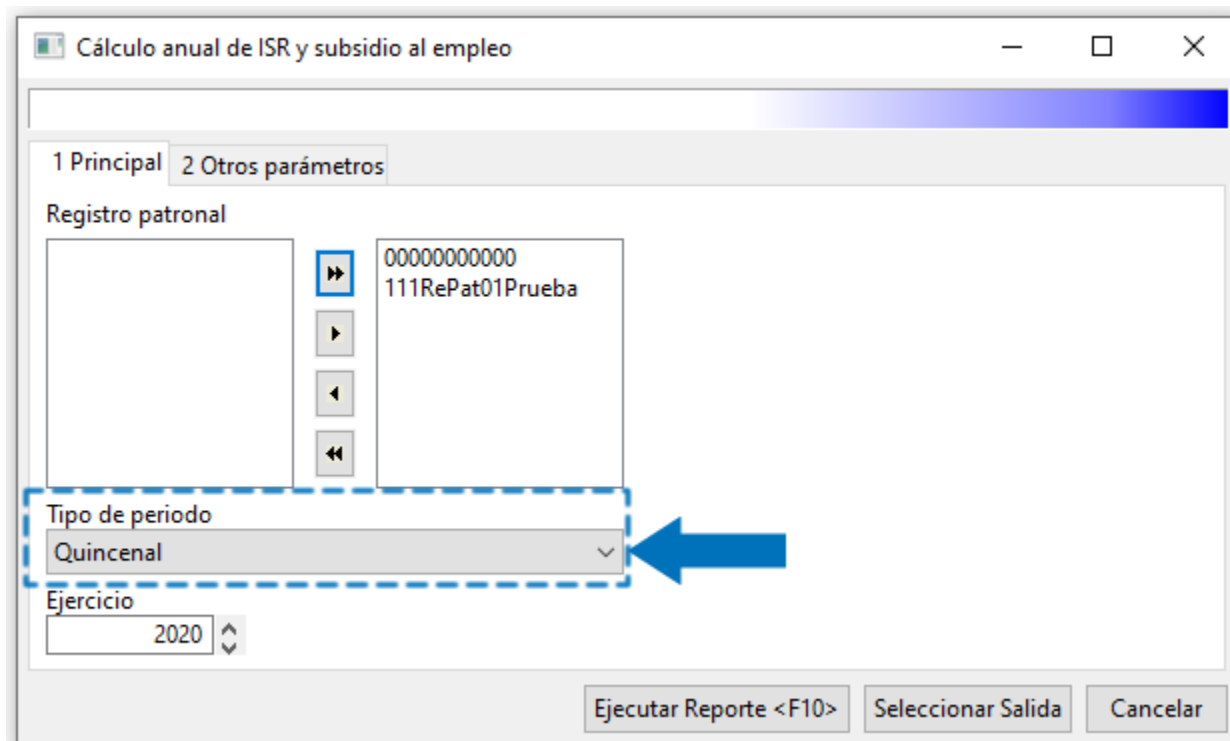 Cálculo anual de ISR y subsidio al empleo
1 Principal
2 Otros parámetros
Registro patronal
00000000000
111RePat01Prueba
Tipo de periodo
Quincenal
Ejercicio
2020
Ejecutar Reporte <F10>
Seleccionar Salida
Cancelar